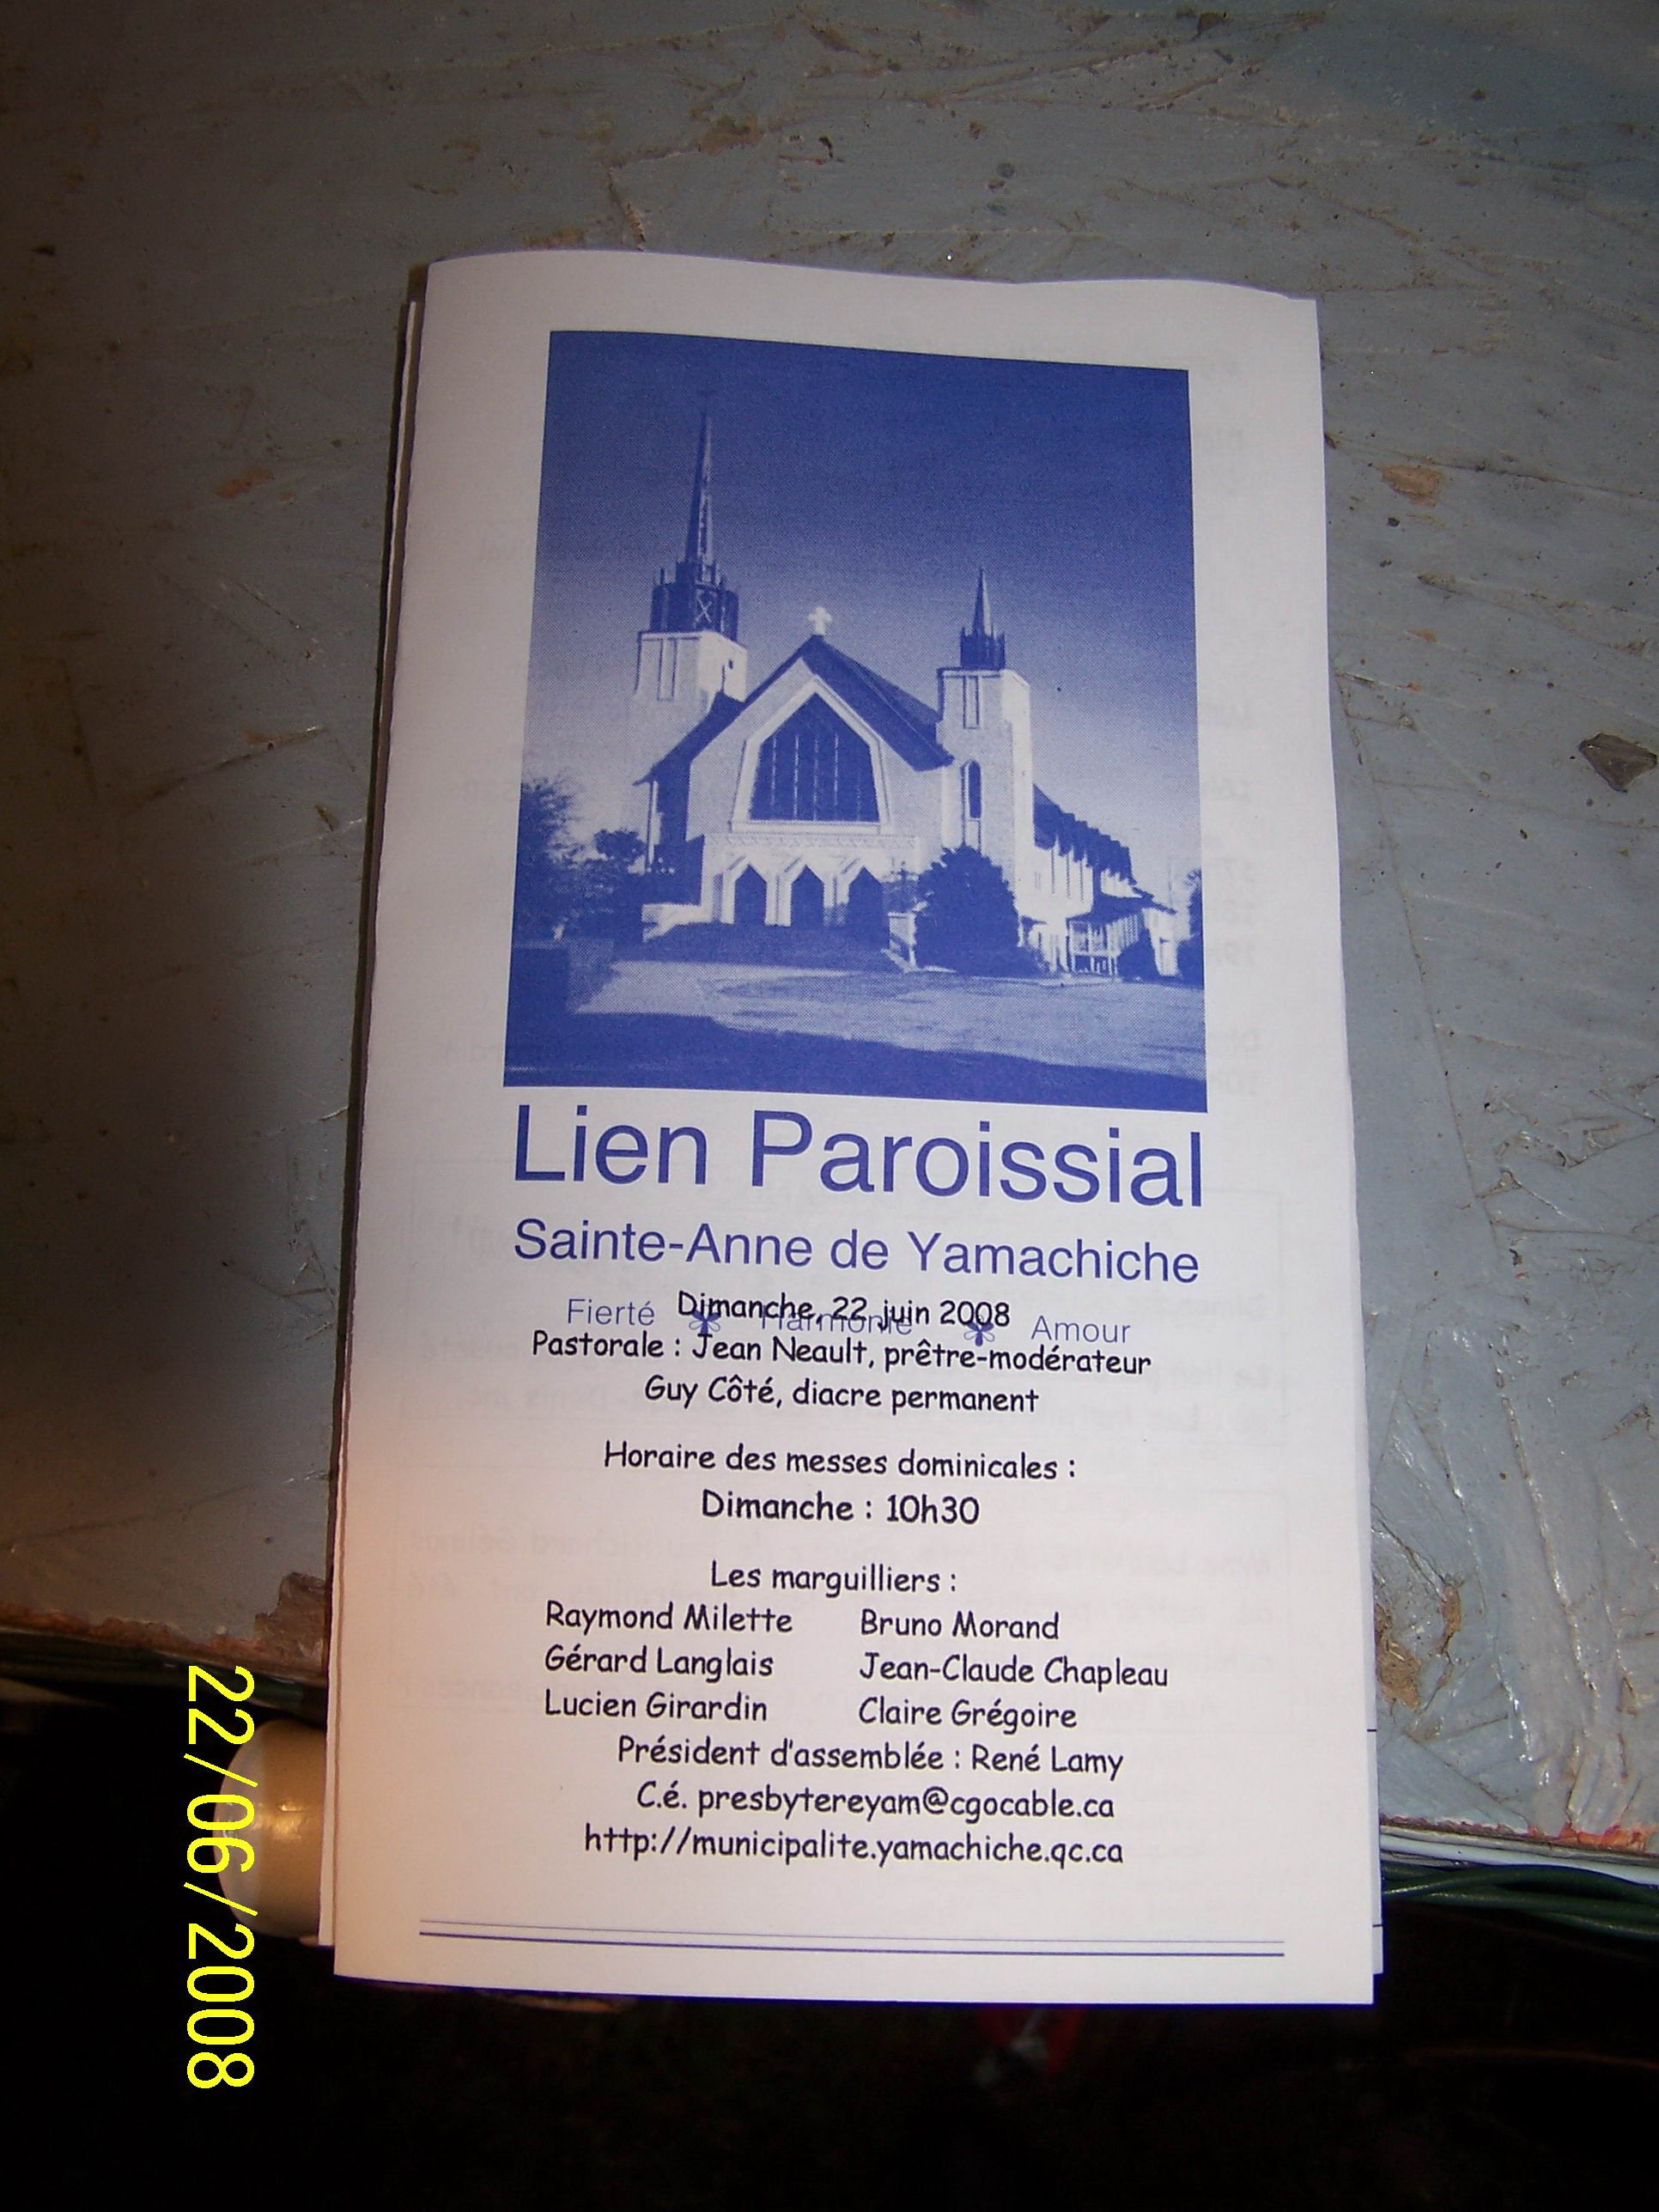 Lien Paroissial
Sainte-Anne de Yamachiche
Fierté Harmonie Amour
Dimanche, 22 juin 2008
Pastorale : Jean Neault, prêtre-modérateur
Guy Côté, diacre permanent
Horaire des messes dominicales :
Dimanche : 10h30
Les marguilliers :
Raymond Milette Bruno Morand
Gérard Langlais Jean-Claude Chapleau
Lucien Girardin Claire Grégoire
Président d'assemblée : René Lamy
C.é. presbytereyam@cgocable.ca
http://municipalite.yamachiche.qc.ca
22/06/2008